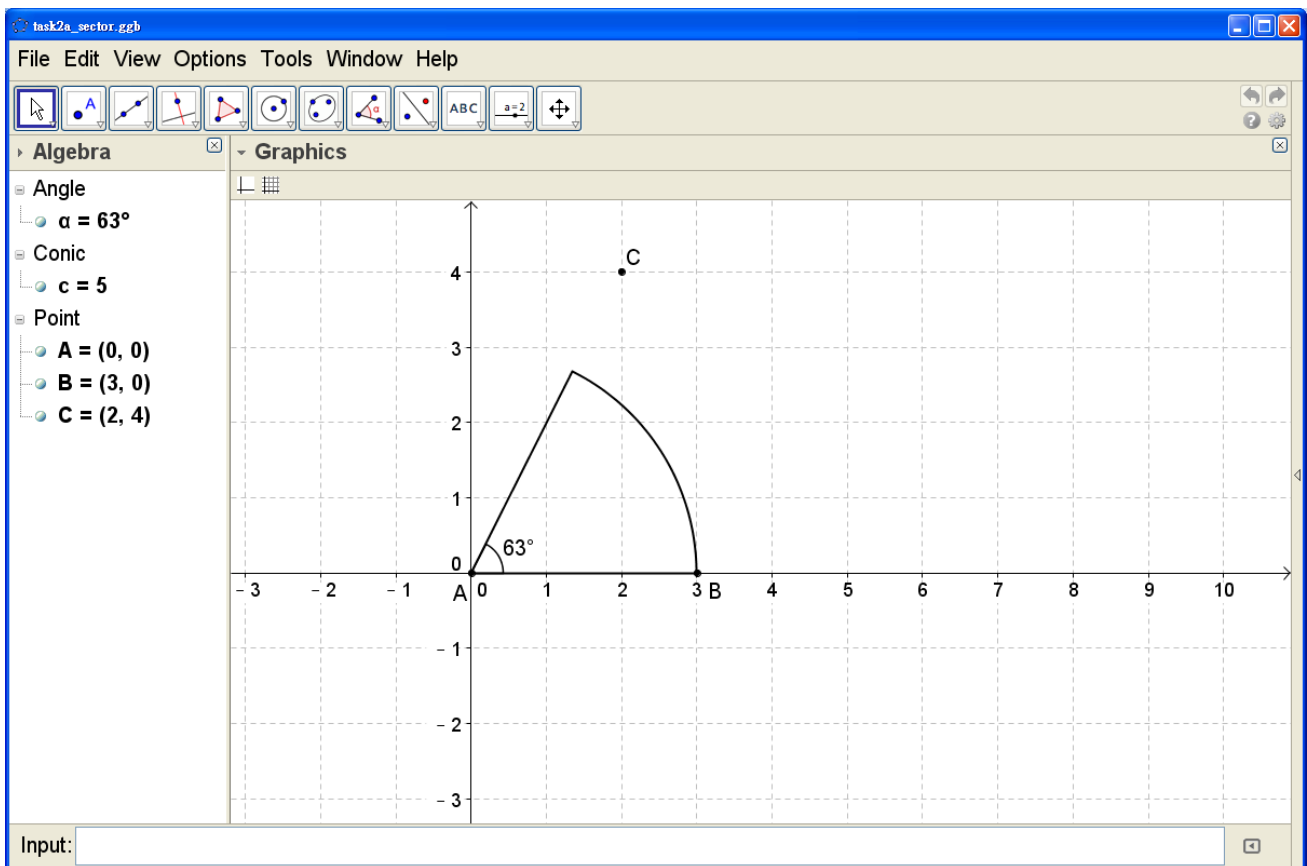 task2a_sector.ggb
File Edit View Options Tools Window Help
A
α
ABC
a=2
Algebra
Graphics
Angle
α = 63°
Conic
c = 5
Point
A = (0, 0)
B = (3, 0)
C = (2, 4)
C
4
3
2
1
63°
0
A 0 1 2 3 B 4 5 6 7 8 9 10
-3 -2 -1
-1
-2
-3
Input: